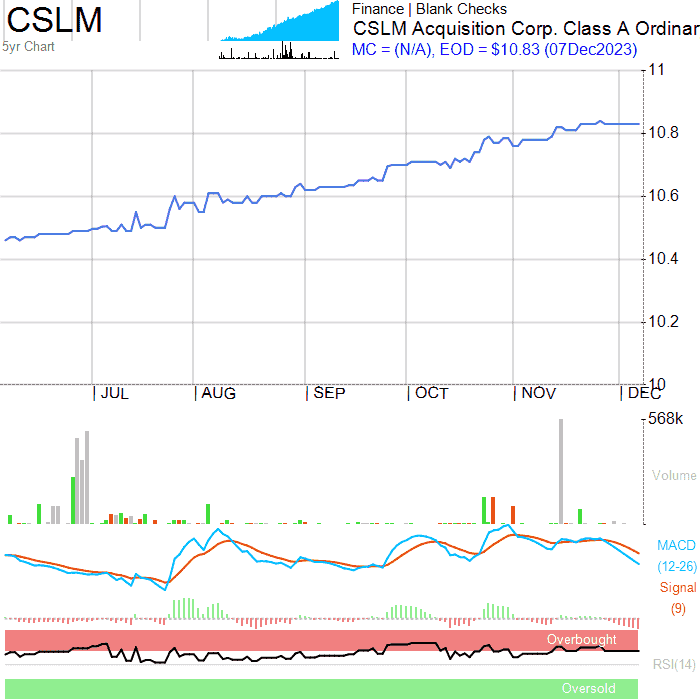 CSLM
5yr Chart
Finance | Blank Checks
CSLM Acquisition Corp. Class A Ordinar
MC = (N/A), EOD = $10.83 (07Dec2023)
11
10.8
10.6
10.4
10.2
10
JUL
AUG
SEP
OCT
NOV
DEC
568k
Volume
MACD
(12-26)
Signal
(9)
Overbought
RSI(14)
Oversold